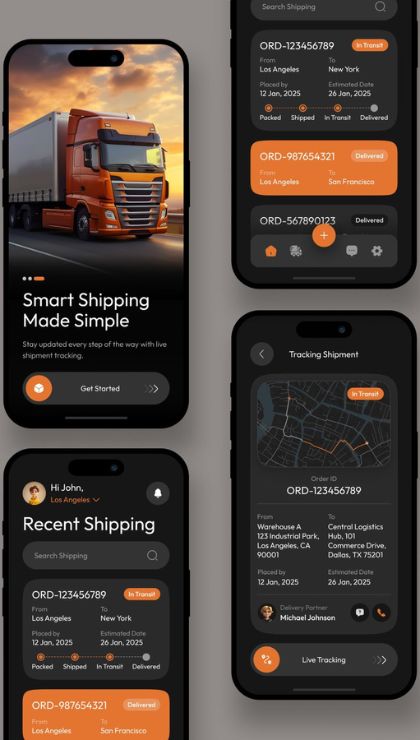 Smart Shipping
Made Simple
Stay updated every step of the way with live
shipment tracking.
Get Started
Hi John,
Los Angeles
Recent Shipping
Search Shipping
ORD-123456789
In Transit
From
To
Los Angeles
New York
Placed by
Estimated Date
12 Jan, 2025
26 Jan, 2025
Packed
Shipped
In Transit
Delivered
ORD-987654321
Delivered
From
To
Los Angeles
San Francisco
Search Shipping
ORD-123456789
In Transit
From
To
Los Angeles
New York
Placed by
Estimated Date
12 Jan, 2025
26 Jan, 2025
Packed
Shipped
In Transit
Delivered
ORD-987654321
Delivered
From
To
Los Angeles
San Francisco
ORD-567890123
Delivered
Tracking Shipment
In Transit
Order ID
ORD-123456789
From
To
Warehouse A
Central Logistics
123 Industrial Park,
Hub, 101
Los Angeles, CA
Commerce Drive,
90001
Dallas, TX 75201
Placed by
Estimated Date
12 Jan, 2025
26 Jan, 2025
Delivery Partner
Michael Johnson
Live Tracking